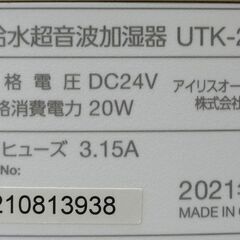 給水超音波加湿器 UTK-2
格電圧 DC24V
格消費電力 20W
アイリスオー
株式会社
ヒューズ 3.15A
No:
210813938
2021
MADE IN C